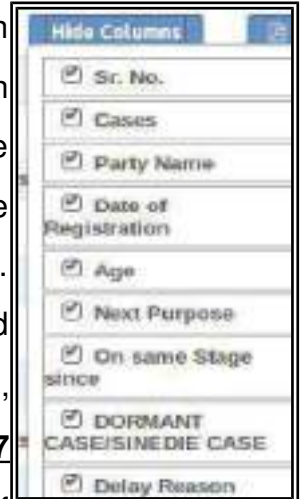 Hide Columns
Sr. No.
Cases
Party Name
Date of
Registration
Age
Next Purpose
On same Stage
since
DORMANT
CASE/SINEDIE CASE
Delay Reason